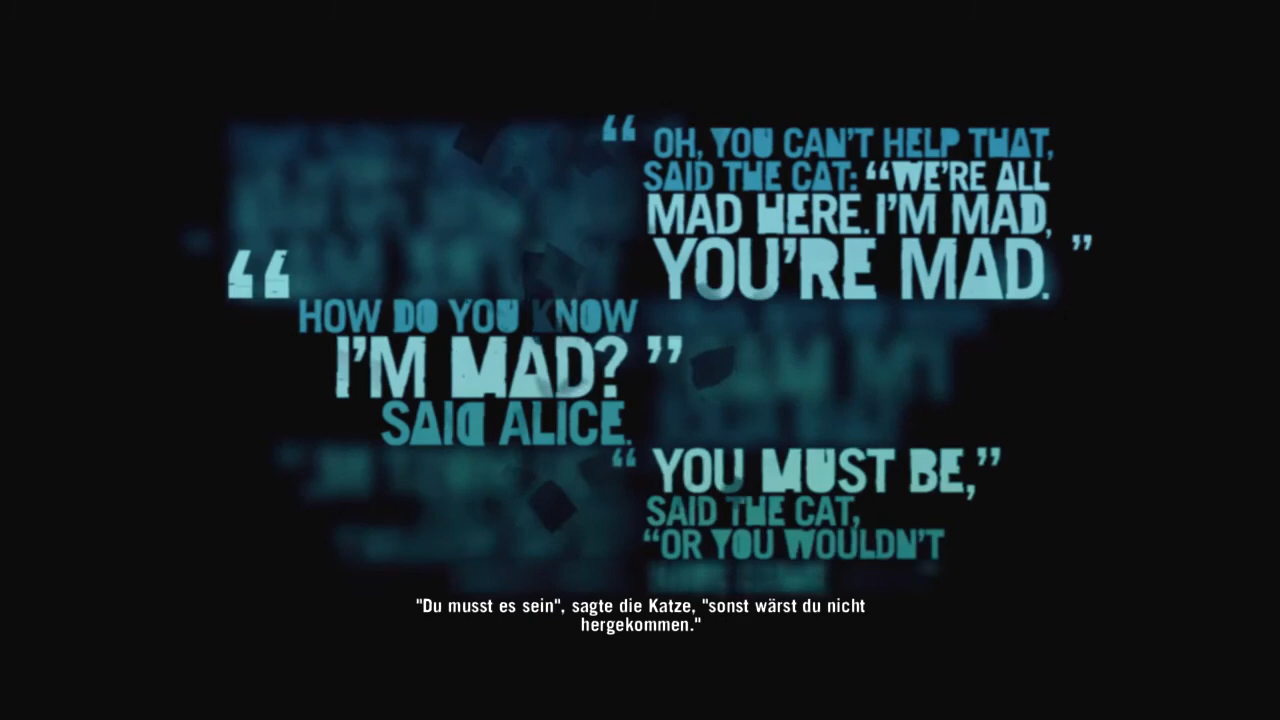 “ OH, YOU CAN’T HELP THAT,
SAID THE CAT: “WE’RE ALL
MAD HERE. I’M MAD,
YOU’RE MAD. ”
“ HOW DO YOU KNOW
I’M MAD? ”
SAID ALICE.
“ YOU MUST BE,”
SAID THE CAT,
“OR YOU WOULDN’T
"Du musst es sein", sagte die Katze, "sonst wärst du nicht
hergekommen."